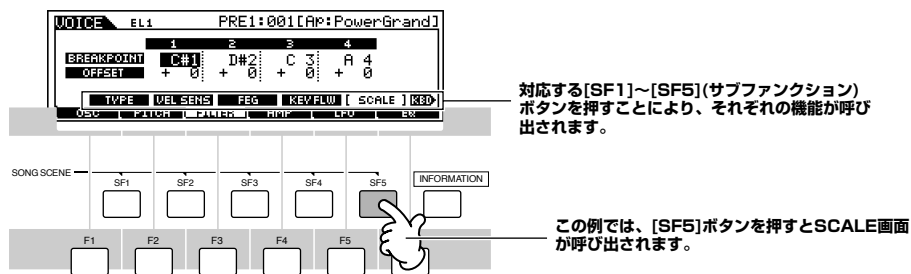 VOICE EL1 PRE1:001[AP:PowerGrand]
1 2 3 4
BREAKPOINT C#1 D#2 C 3 A 4
OFFSET + 0 + 0 + 0 + 0
TYPE VEL SENS FEG KEYFLW [ SCALE ] KBD
OSC PITCH FILTER AMP LFO EQ
対応する[SF1]～[SF5](サブファンクション)
ボタンを押すことにより、それぞれの機能が呼び
出されます。
SONG SCENE
SF1 SF2 SF3 SF4 SF5 INFORMATION
F1 F2 F3 F4 F5
この例では、[SF5]ボタンを押すとSCALE画面
が呼び出されます。